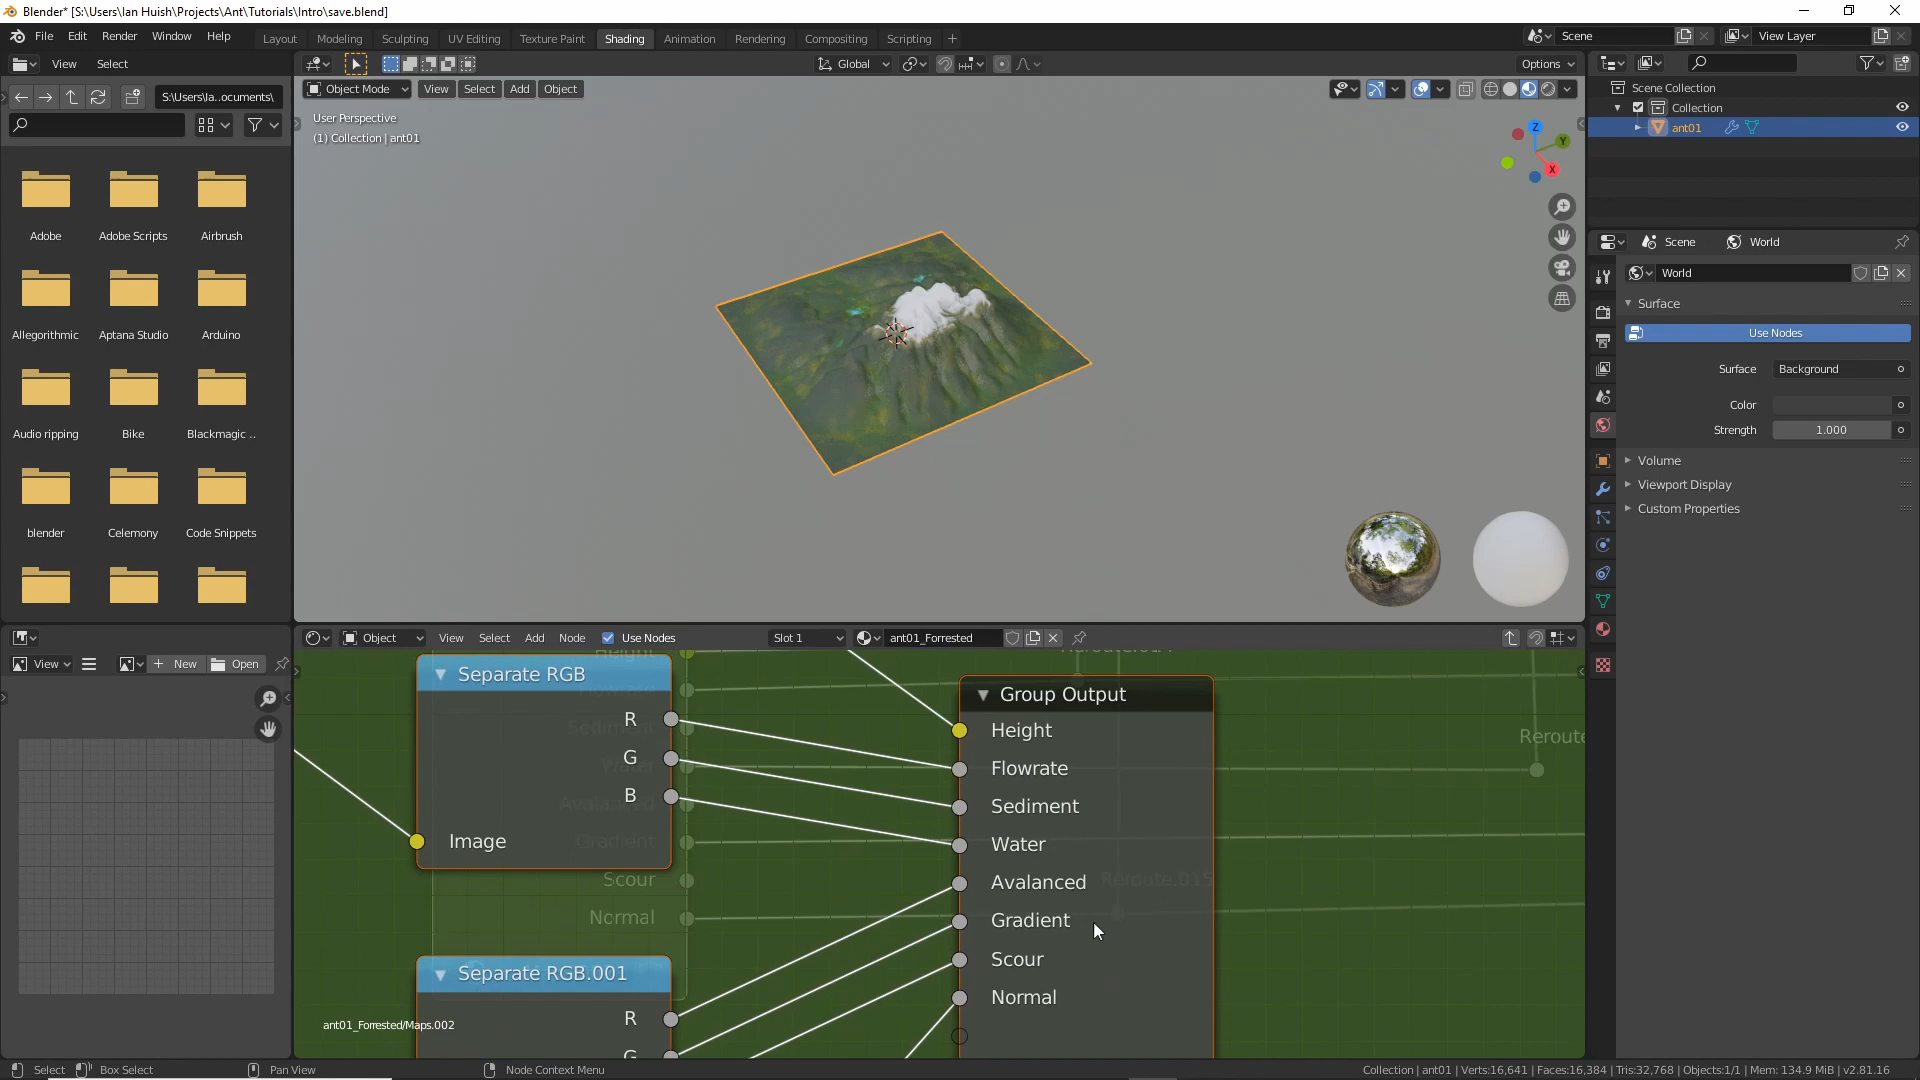 Blender* [S:\Users\Ian Huish\Projects\Ant\Tutorials\Intro\save.blend]
File Edit Render Window Help
Layout Modeling Sculpting UV Editing Texture Paint Shading Animation Rendering Compositing Scripting
Scene
View Layer
View Select
S:\Users\Ia..ocuments\
Adobe
Adobe Scripts
Airbrush
Allegorithmic
Aptana Studio
Arduino
Audio ripping
Bike
Blackmagic ..
blender
Celemony
Code Snippets
Global
Options
Object Mode View Select Add Object
User Perspective
(1) Collection | ant01
Z
Y
X
Scene Collection
Collection
ant01
Scene World
World
Surface
Use Nodes
Surface Background
Color
Strength 1.000
Volume
Viewport Display
Custom Properties
View New Open
Object View Select Add Node Use Nodes Slot 1 ant01_Forrested
Separate RGB
R
G
B
Image
Height
Sediment
Water
Avalanced
Gradient
Scour
Normal
Separate RGB.001
R
G
Group Output
Height
Flowrate
Sediment
Water
Avalanced
Gradient
Scour
Normal
Reroute.015
Reroute
ant01_Forrested/Maps.002
Select Box Select Pan View Node Context Menu
Collection | ant01 | Verts:16,641 | Faces:16,384 | Tris:32,768 | Objects:1/1 | Mem: 134.9 MiB | v2.81.16